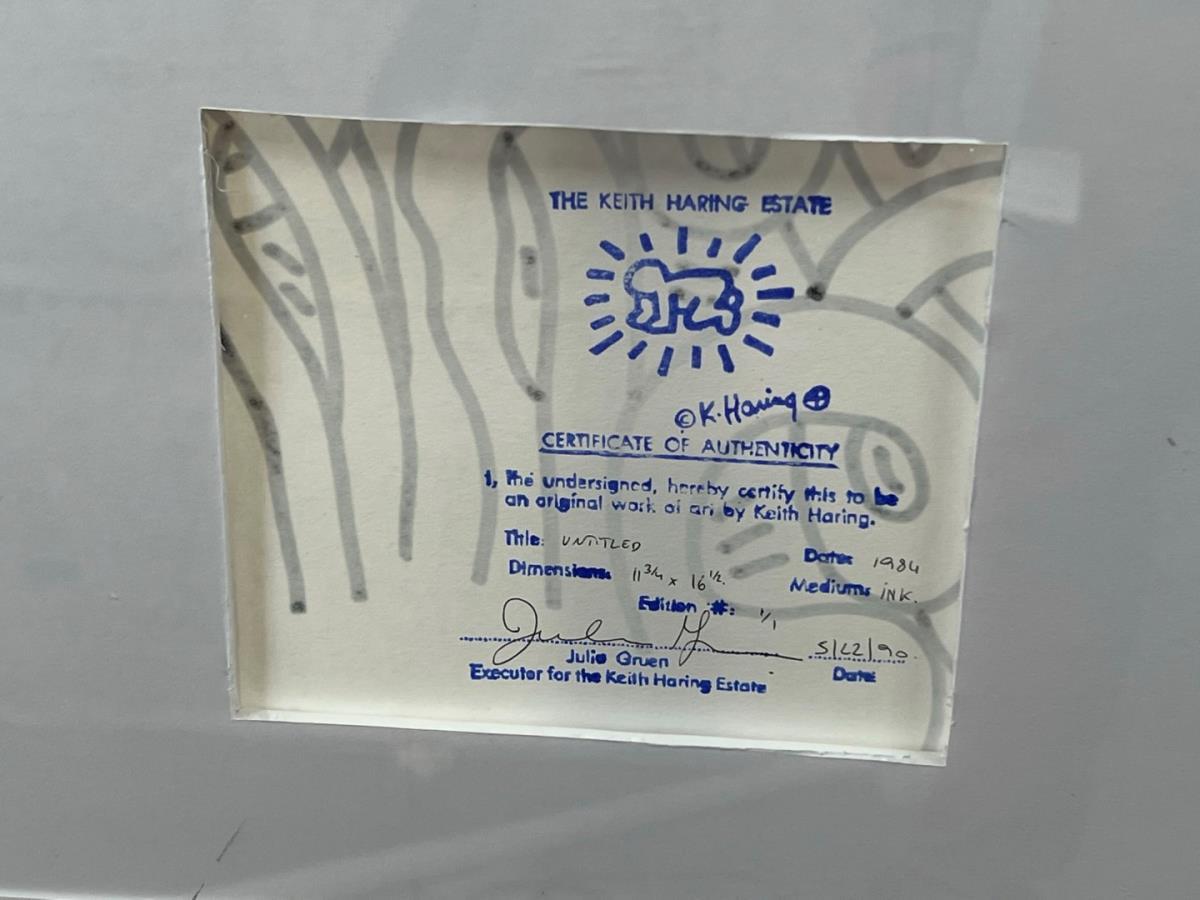 THE KEITH HARING ESTATE
© K. Haring
CERTIFICATE OF AUTHENTICITY
I, the undersigned, hereby certify this to be
an original work of art by Keith Haring.
Title: UNTITLED Date: 1984
Dimensions: 11 3/4 x 16 1/2. Medium: INK.
Edition #: 1/1
5/22/90
Julia Gruen Date:
Executor for the Keith Haring Estate